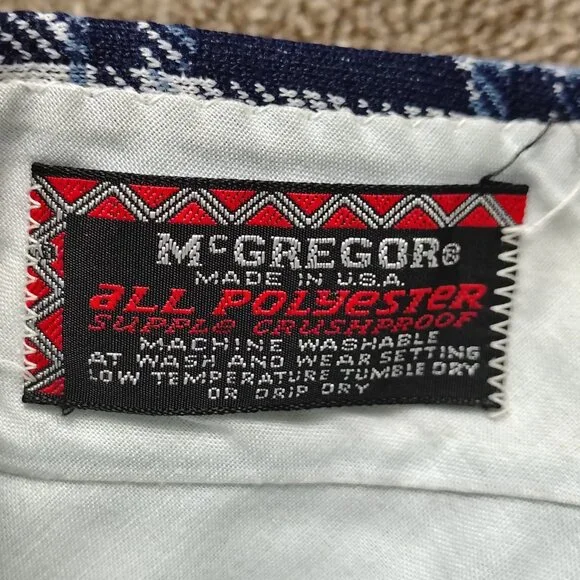 McGREGOR®
MADE IN U.S.A
aLL POLyesTER
SUPPLE CRUSHPROOF
MACHINE WASHABLE
AT WASH AND WEAR SETTING
LOW TEMPERATURE TUMBLE DRY
OR DRIP DRY